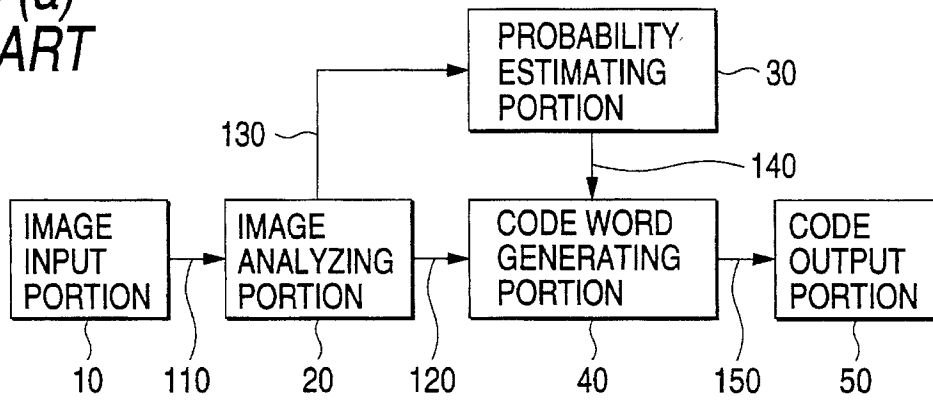 (a)
ART
PROBABILITY
ESTIMATING
PORTION
30
130
140
IMAGE
INPUT
PORTION
IMAGE
ANALYZING
PORTION
CODE WORD
GENERATING
PORTION
CODE
OUTPUT
PORTION
10
110
20
120
40
150
50